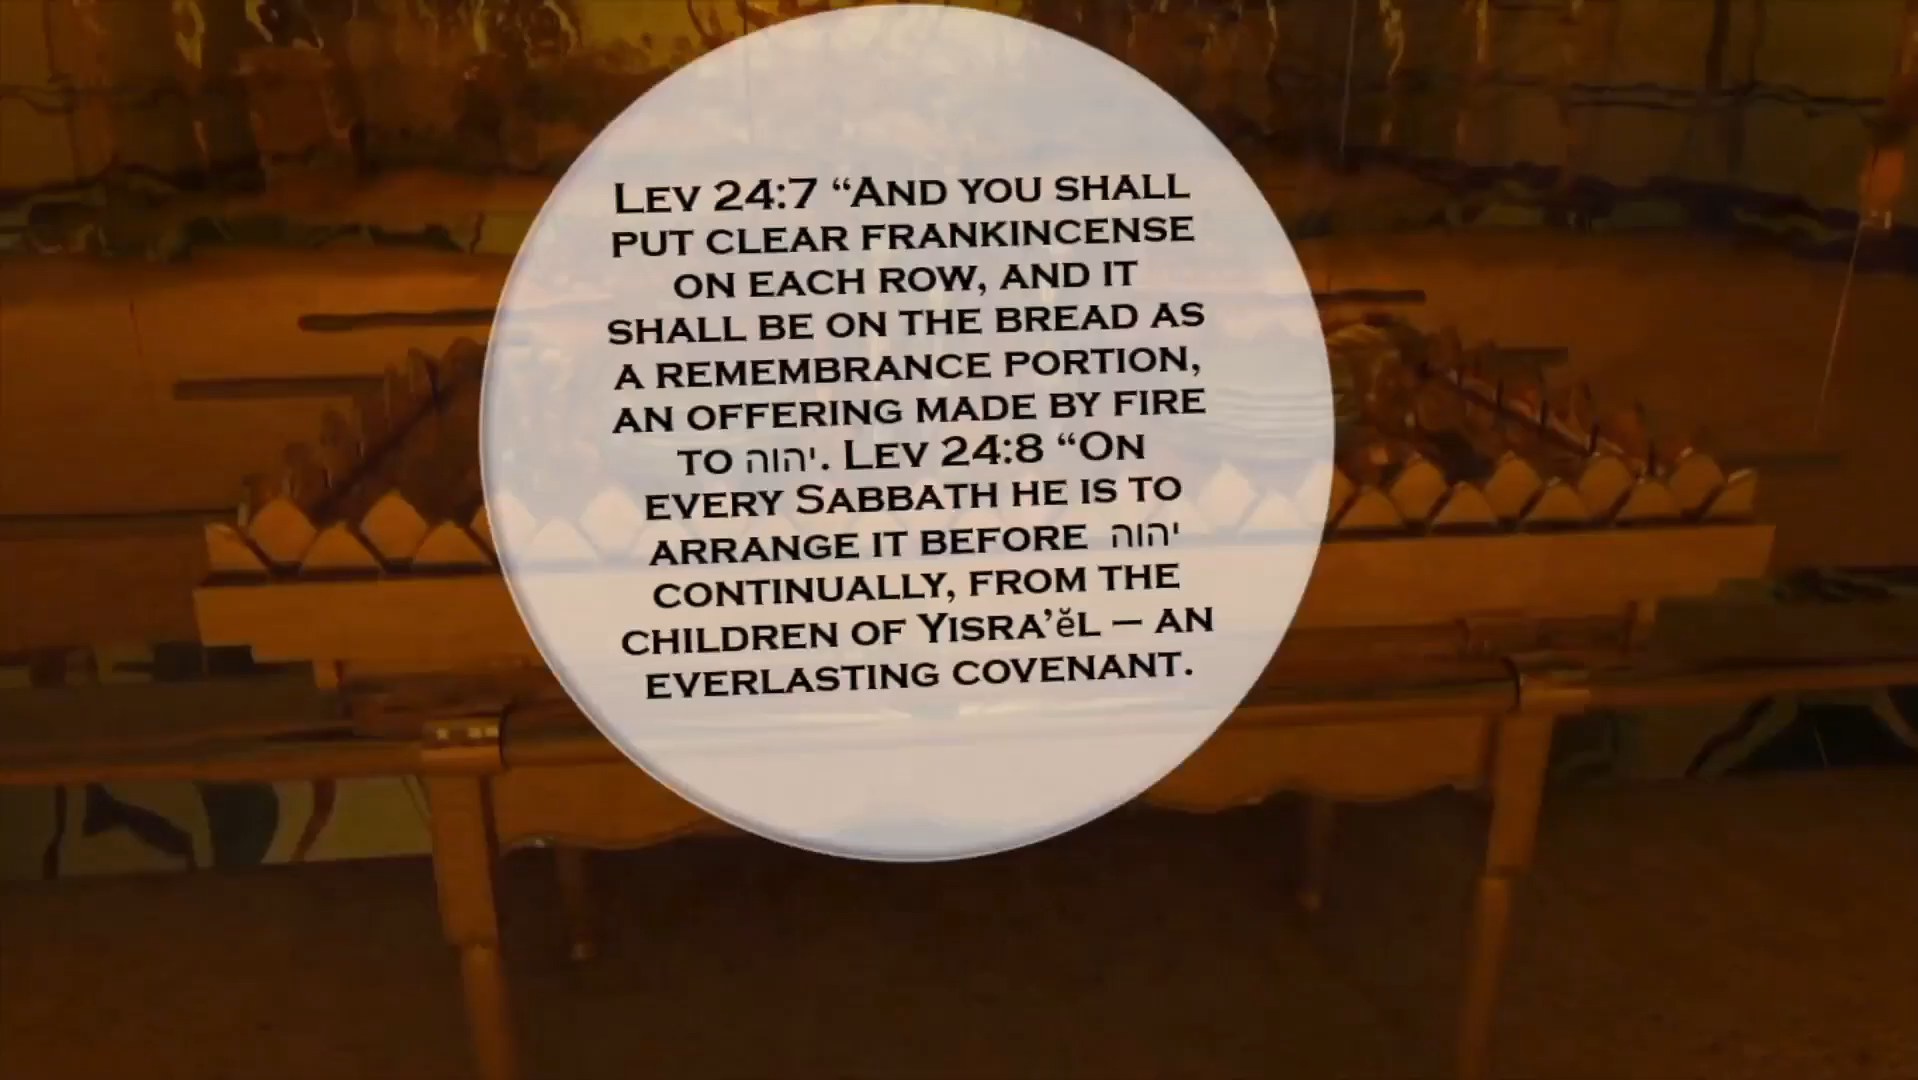 Lev 24:7 “And you shall
put clear frankincense
on each row, and it
shall be on the bread as
a remembrance portion,
an offering made by fire
to יהוה. Lev 24:8 “On
every Sabbath he is to
arrange it before יהוה
continually, from the
children of Yisra’ĕl – an
everlasting covenant.